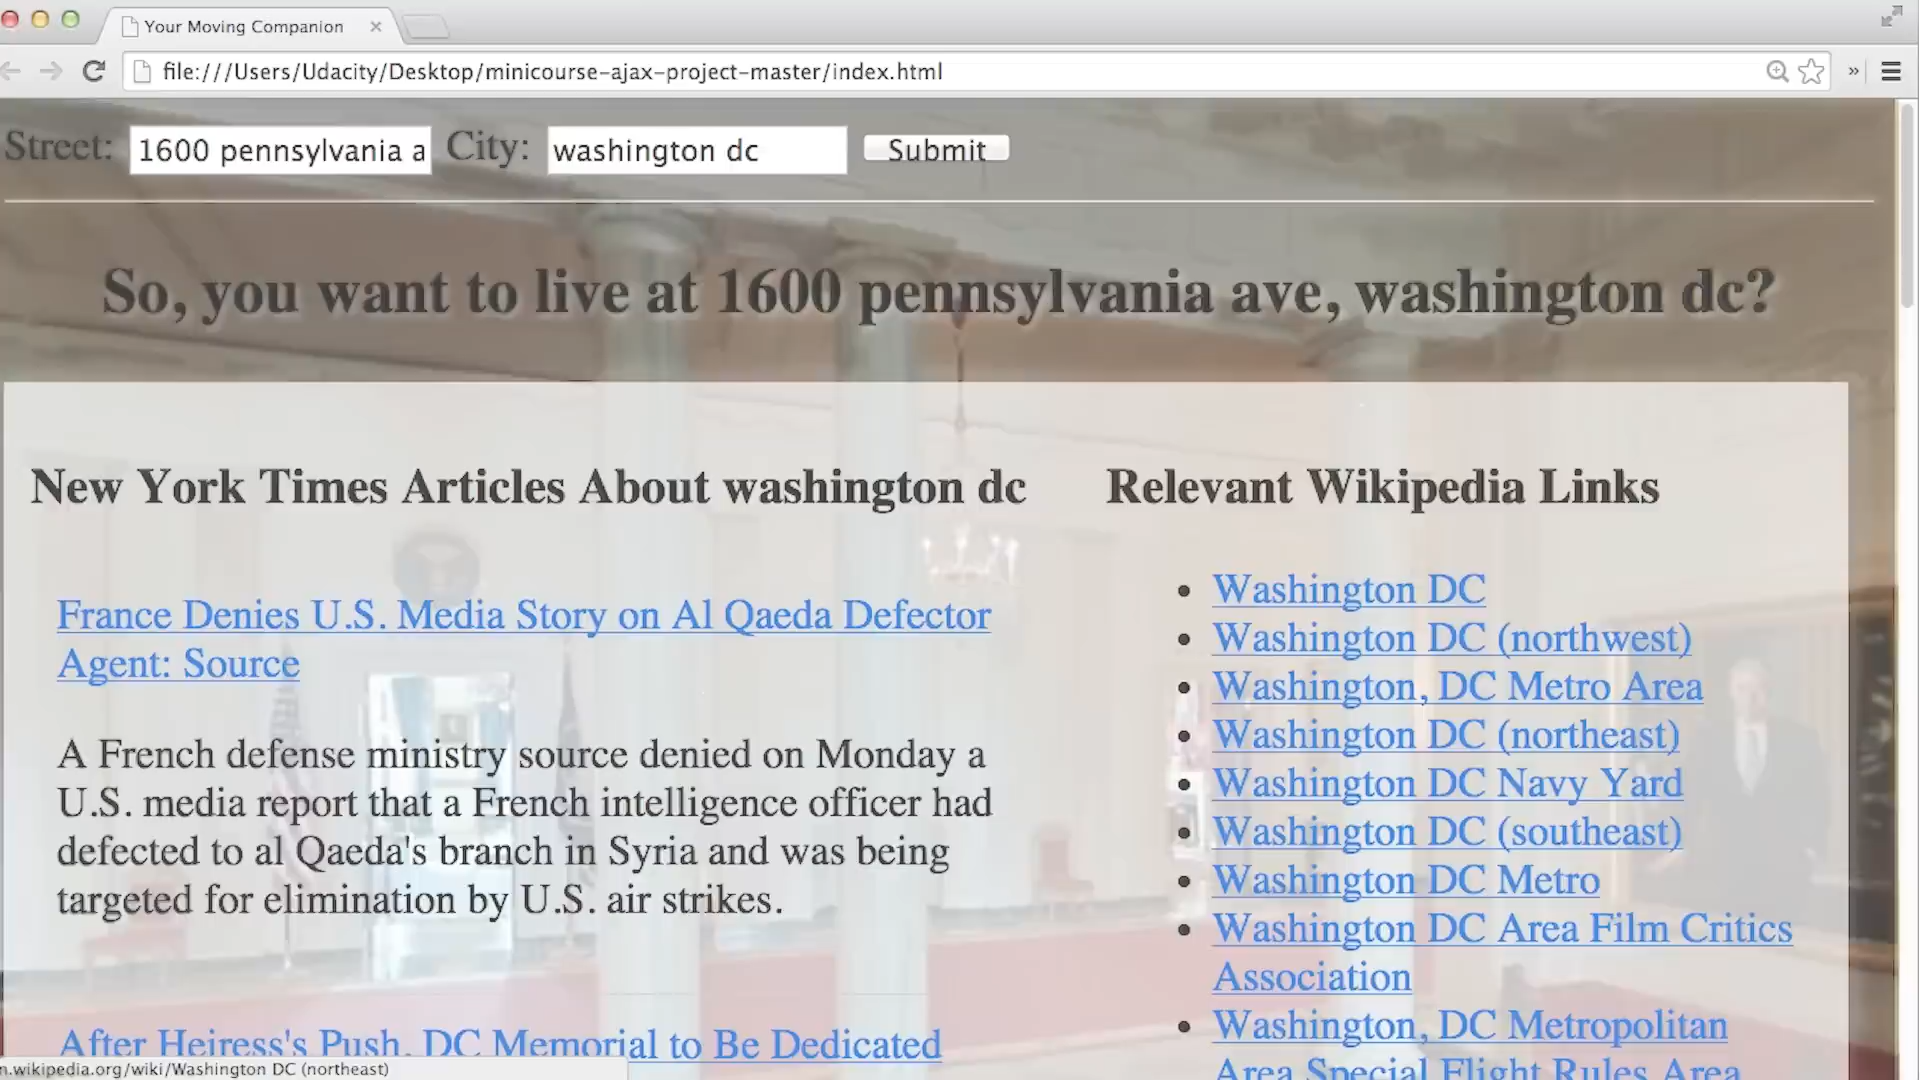 Your Moving Companion
file:///Users/Udacity/Desktop/minicourse-ajax-project-master/index.html
Street: 1600 pennsylvania a City: washington dc Submit
So, you want to live at 1600 pennsylvania ave, washington dc?
New York Times Articles About washington dc
France Denies U.S. Media Story on Al Qaeda Defector
Agent: Source
A French defense ministry source denied on Monday a
U.S. media report that a French intelligence officer had
defected to al Qaeda's branch in Syria and was being
targeted for elimination by U.S. air strikes.
After Heiress's Push, DC Memorial to Be Dedicated
Relevant Wikipedia Links
Washington DC
Washington DC (northwest)
Washington, DC Metro Area
Washington DC (northeast)
Washington DC Navy Yard
Washington DC (southeast)
Washington DC Metro
Washington DC Area Film Critics
Association
Washington, DC Metropolitan
Area Special Flight Rules Area
n.wikipedia.org/wiki/Washington DC (northeast)